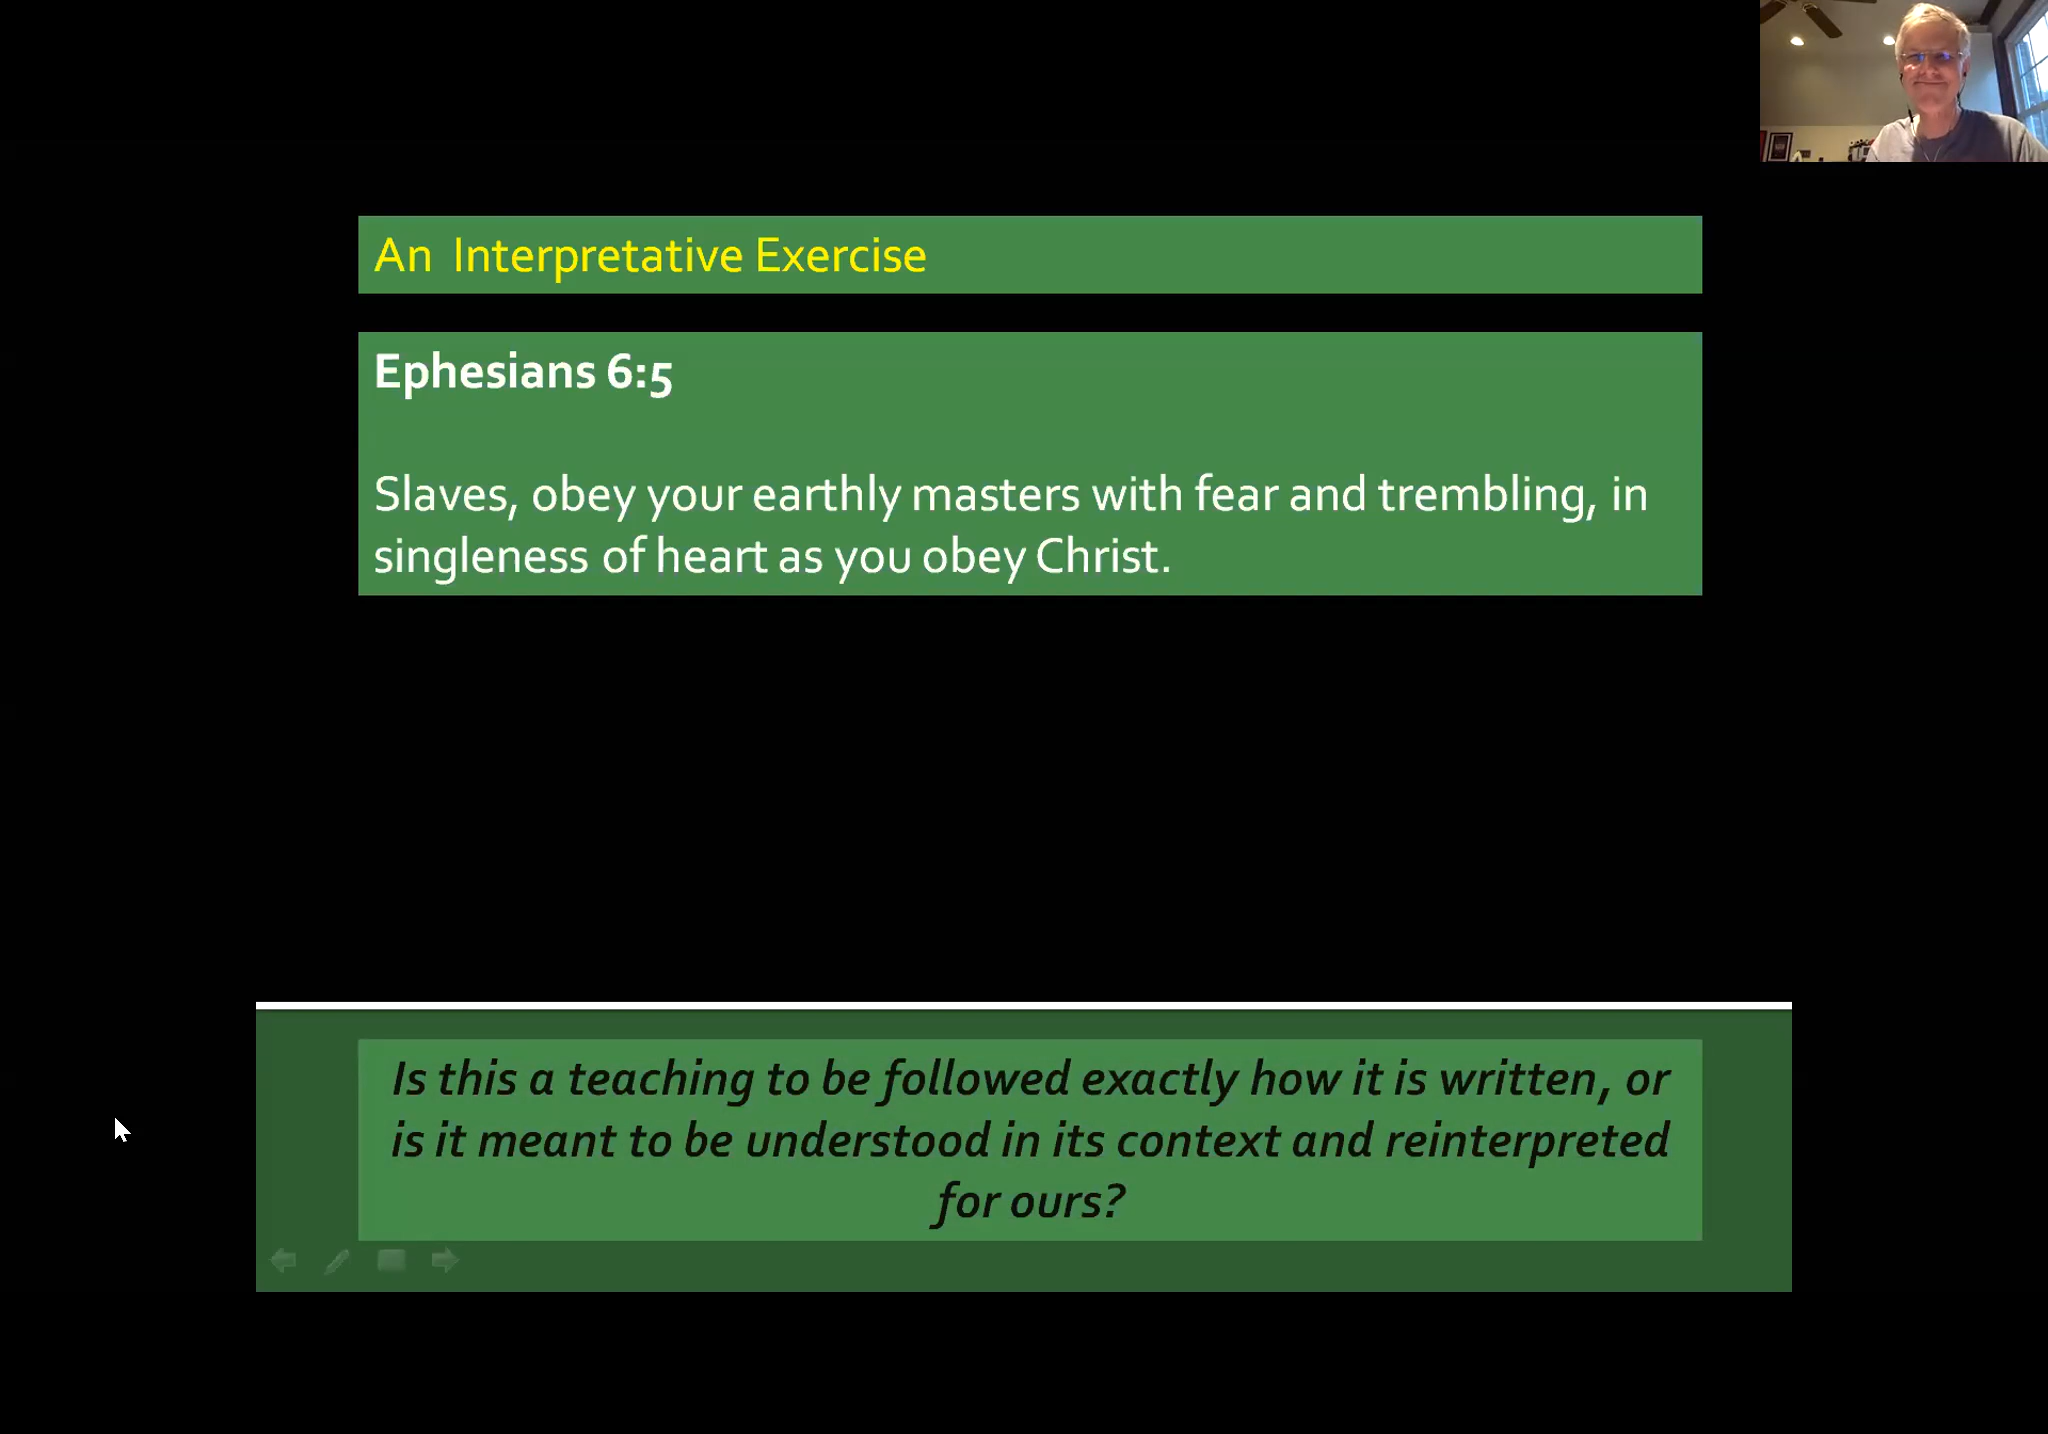 An  Interpretative Exercise
Ephesians 6:5
Slaves, obey your earthly masters with fear and trembling, in
singleness of heart as you obey Christ.
Is this a teaching to be followed exactly how it is written, or
is it meant to be understood in its context and reinterpreted
for ours?